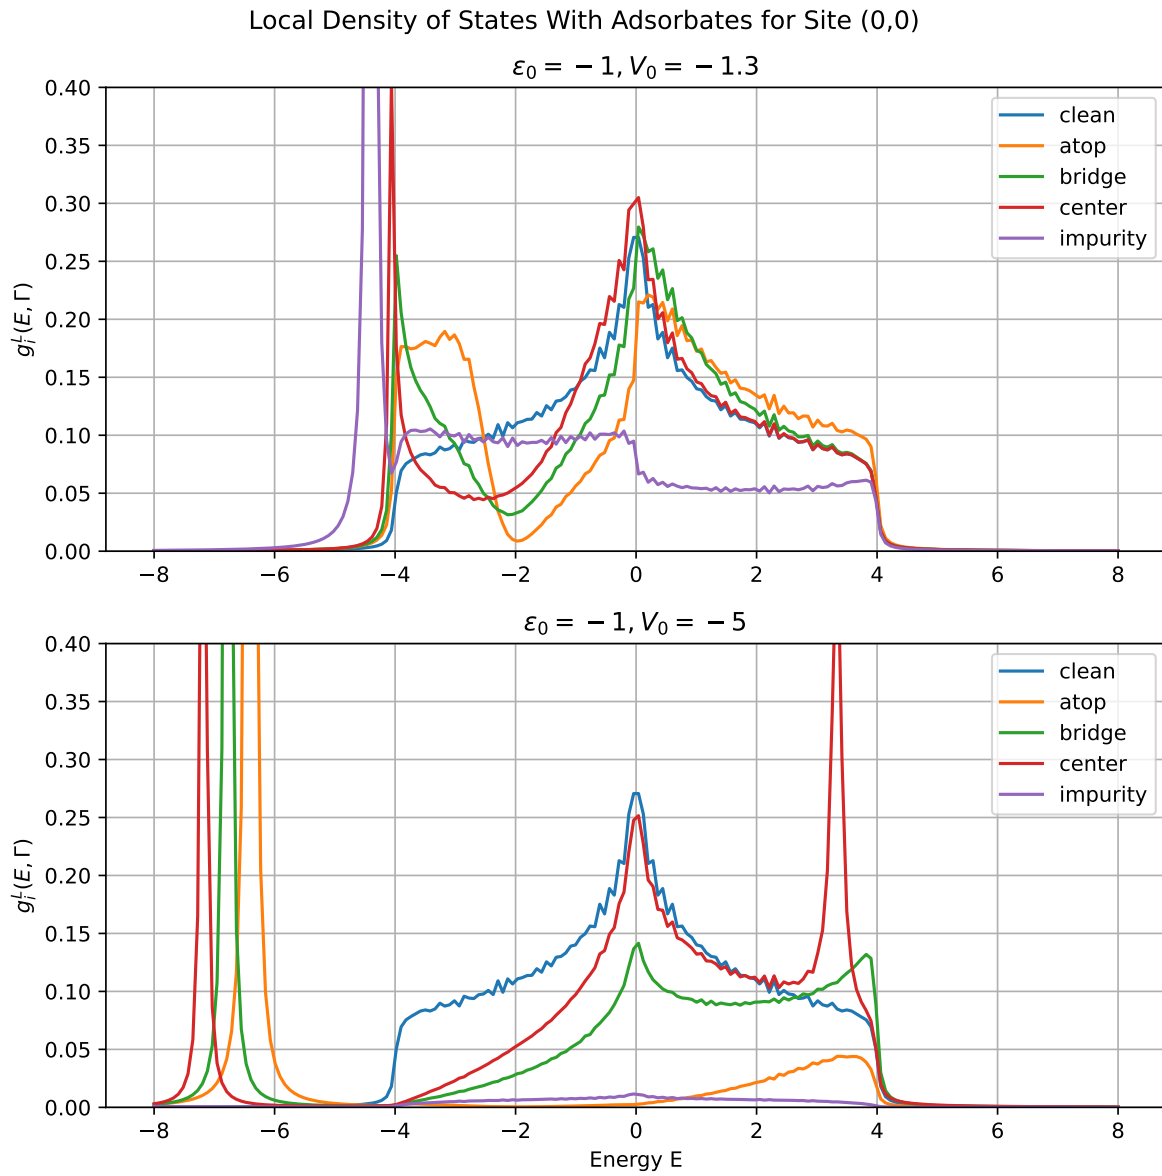 Local Density of States With Adsorbates for Site (0,0)
ε₀ = −1, V₀ = −1.3
0.40
0.35
0.30
0.25
0.20
0.15
0.10
0.05
0.00
gᵢᴸ(E, Γ)
clean
atop
bridge
center
impurity
−8 −6 −4 −2 0 2 4 6 8
ε₀ = −1, V₀ = −5
0.40
0.35
0.30
0.25
0.20
0.15
0.10
0.05
0.00
gᵢᴸ(E, Γ)
clean
atop
bridge
center
impurity
−8 −6 −4 −2 0 2 4 6 8
Energy E